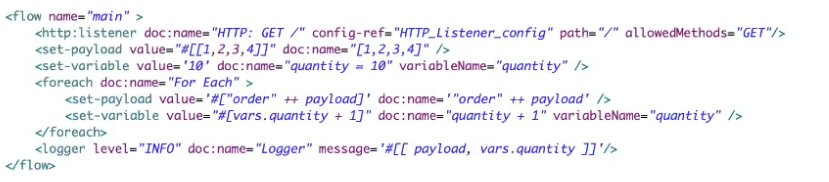 <flow name="main" >
<http:listener doc:name="HTTP: GET /" config-ref="HTTP_Listener_config" path="/" allowedMethods="GET"/>
<set-payload value="#[[1,2,3,4]]" doc:name="[1,2,3,4]" />
<set-variable value='10' doc:name="quantity = 10" variableName="quantity" />
<foreach doc:name="For Each" >
<set-payload value='#["order" ++ payload]' doc:name='"order" ++ payload' />
<set-variable value="#[vars.quantity + 1]" doc:name="quantity + 1" variableName="quantity" />
</foreach>
<logger level="INFO" doc:name="Logger" message='#[[ payload, vars.quantity ]]'/>
</flow>